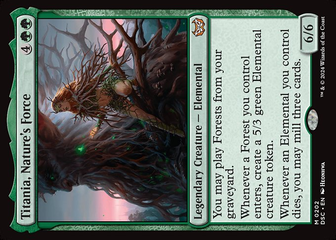 Titania, Nature's Force 4
Legendary Creature — Elemental
You may play Forests from your
graveyard.
Whenever a Forest you control
enters, create a 5/3 green Elemental
creature token.
Whenever an Elemental you control
dies, you may mill three cards.
6/6
M 0202
DSC • EN
™ & © 2024 Wizards of the Coast